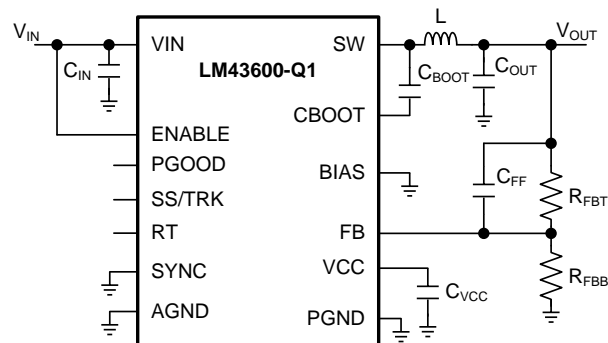 V_IN
VIN
C_IN
LM43600-Q1
SW
L
V_OUT
C_BOOT
C_OUT
CBOOT
ENABLE
PGOOD
BIAS
C_FF
R_FBT
SS/TRK
RT
FB
SYNC
VCC
C_VCC
R_FBB
AGND
PGND